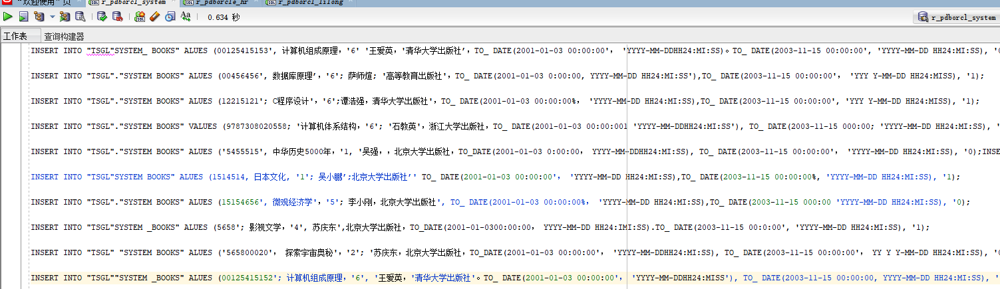 "欢迎使用"页 r_pdborcl_system r_pdborcle_hr r_pdborcl_lilong
0.634 秒 r_pdborcl_system
工作表 查询构建器
INSERT INTO "TSGL"SYSTEM_ BOOKS" ALUES (00125415153', 计算机组成原理，'6' '王爱英，'清华大学出版社’，TO_ DATE(2001-01-03 00:00:00'， 'YYYY-MM-DDHH24:MI:SS)。TO_ DATE(2003-11-15 00:00:00', 'YYYY-MM-DD HH24:MI:SS), '0
INSERT INTO "TSGL"."SYSTEM BOOKS" ALUES (00456456', 数据库原理’，'6'; 萨师煊; '高等教育出版社'，TO_ DATE(2001-01-03 0:00:00, YYYY-MM-DD HH24:MI:SS'),TO_ DATE(2003-11-15 00:00:00'， 'YYY Y-MM-DD HH24:MISS), '1);
INSERT INTO "TSGL"."SYSTEM BOOKS" ALUES (12215121'; C程序设计'，'6';谭浩强，清华大学出版社'，TO_ DATE(2001-01-03 00:00:00%， 'YYYY-MM-DD HH24:MI:SS),TO_ DATE(2003-11-15 00:00:00', 'YYY Y-MM-DD HH24:MISS), '1);
INSERT INTO "TSGL"."SYSTEM BOOKS" VALUES (9787308020558; '计算机体系结构，'6'; '石教英'，浙江大学出版社，TO_ DATE(2001-01-03 00:00:001 'YYYY-MM-DDHH24:MI:SS'), TO_ DATE(2003-11-15 000:00; 'YYYY-MM-DD HH24:MI:SS), '
INSERT INTO "TSGL"."SYSTEM BOOKS" ALUES ('5455515', 中华历史5000年，'1, '吴强，，北京大学出版社，TO_DATE(2001-01-03 0:00:00， YYYY-MM-DDHH24:MI:SS), TO_ DATE(2003-11-15 00:00:00'， 'YYYY-MM-DD HH24:MI:SS), '0);INSE
INSERT INTO "TSGL"SYSTEM BOOKS" ALUES (1514514, 日本文化, '1'; 吴小鹏’;北京大学出版社’' TO_ DATE(2001-01-03 00:00:00'， 'YYYY-MM-DD HH24:MI:SS),TO_ DATE(2003-11-15 00:00:00%, 'YYYY-MM-DD HH24:MI:SS), '1);
INSERT INTO "TSGL"."SYSTEM BOOKS" ALUES (15154656', 微观经济学'，'5'; 李小刚，北京大学出版社', TO_ DATE(2001-01-03 00:00:00%， 'YYYY-MM-DD HH24:MI:SS),TO_ DATE(2003-11-15 000:00 'YYYY-MM-DD HH24:MI:SS), '0);
INSERT INTO "TSGL"SYSTEM _BOOKS" ALUES (5658'; 影视文学，'4', 苏庆东',北京大学出版社，TO_DATE(2001-01-0300:00:00， YYYY-MM-DD HH24:IMI:SS).TO_ DATE(2003-11-15 00:0:00', 'YYYY-MM-DD HH24:MI:SS), '1);
INSERT INTO "TSGL" "SYSTEM BOOKS" ALUES ('565800020'， 探索宇宙奥秘'，'2'; '苏庆东，北京大学出版社，TO_DATE(2001-01-03 00:00:00'， 'YYYY-MM-DDHH24:MI:SS), TO_ DATE(2003-11-15 00:00:00'， YY Y Y-MM-DD HH24:MI:SS), '0
INSERT INTO "TSGL""SYSTEM _BOOKS" ALUES (00125415152'; 计算机组成原理，'6', '王爱英，'清华大学出版社'。TO_ DATE(2001-01-03 00:00:00'， 'YYYY-MM-DDHH24:MISS'), TO_ DATE(2003-11-15 00:00:00, YYYY-MM-DD HH24:MI:SS), '